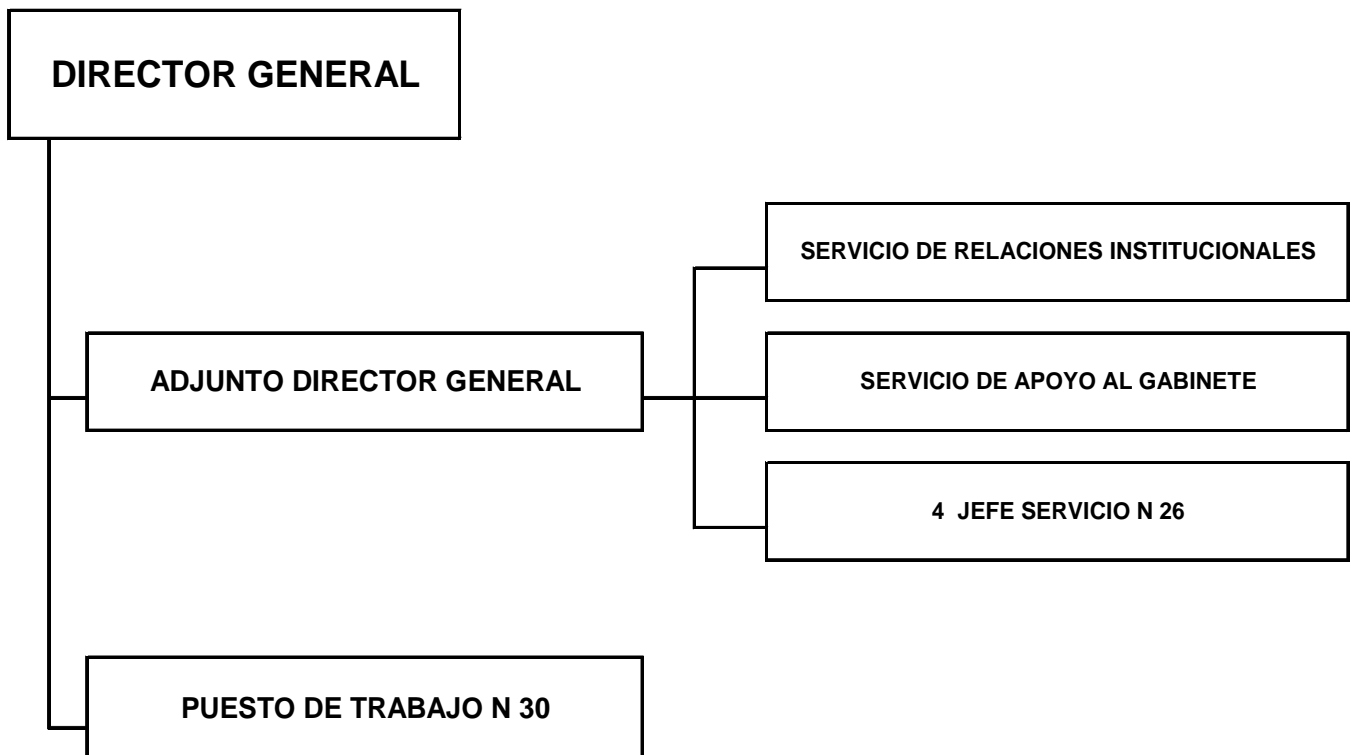 DIRECTOR GENERAL
SERVICIO DE RELACIONES INSTITUCIONALES
ADJUNTO DIRECTOR GENERAL
SERVICIO DE APOYO AL GABINETE
4 JEFE SERVICIO N 26
PUESTO DE TRABAJO N 30